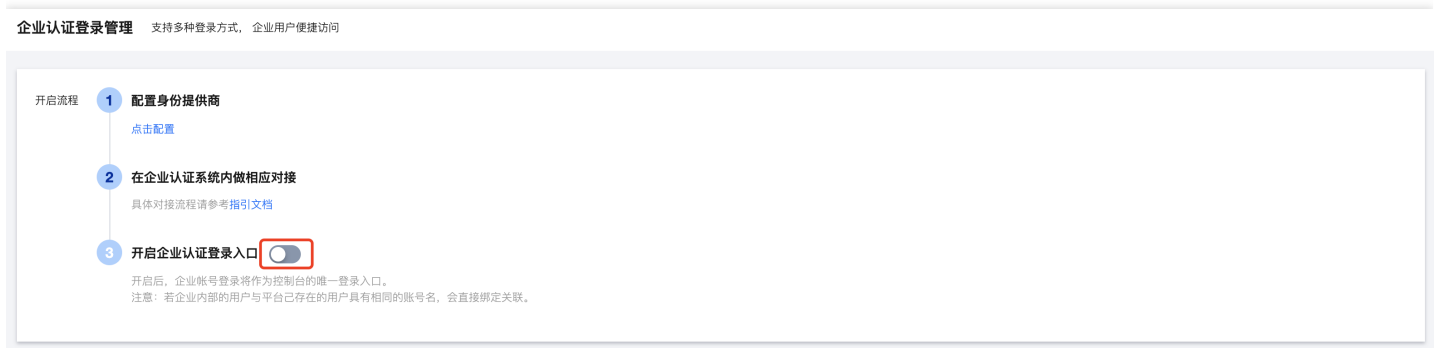 企业认证登录管理 支持多种登录方式，企业用户便捷访问
开启流程 1 配置身份提供商
点击配置
2 在企业认证系统内做相应对接
具体对接流程请参考指引文档
3 开启企业认证登录入口
开启后，企业帐号登录将作为控制台的唯一登录入口。
注意：若企业内部的用户与平台已存在的用户具有相同的账号名，会直接绑定关联。